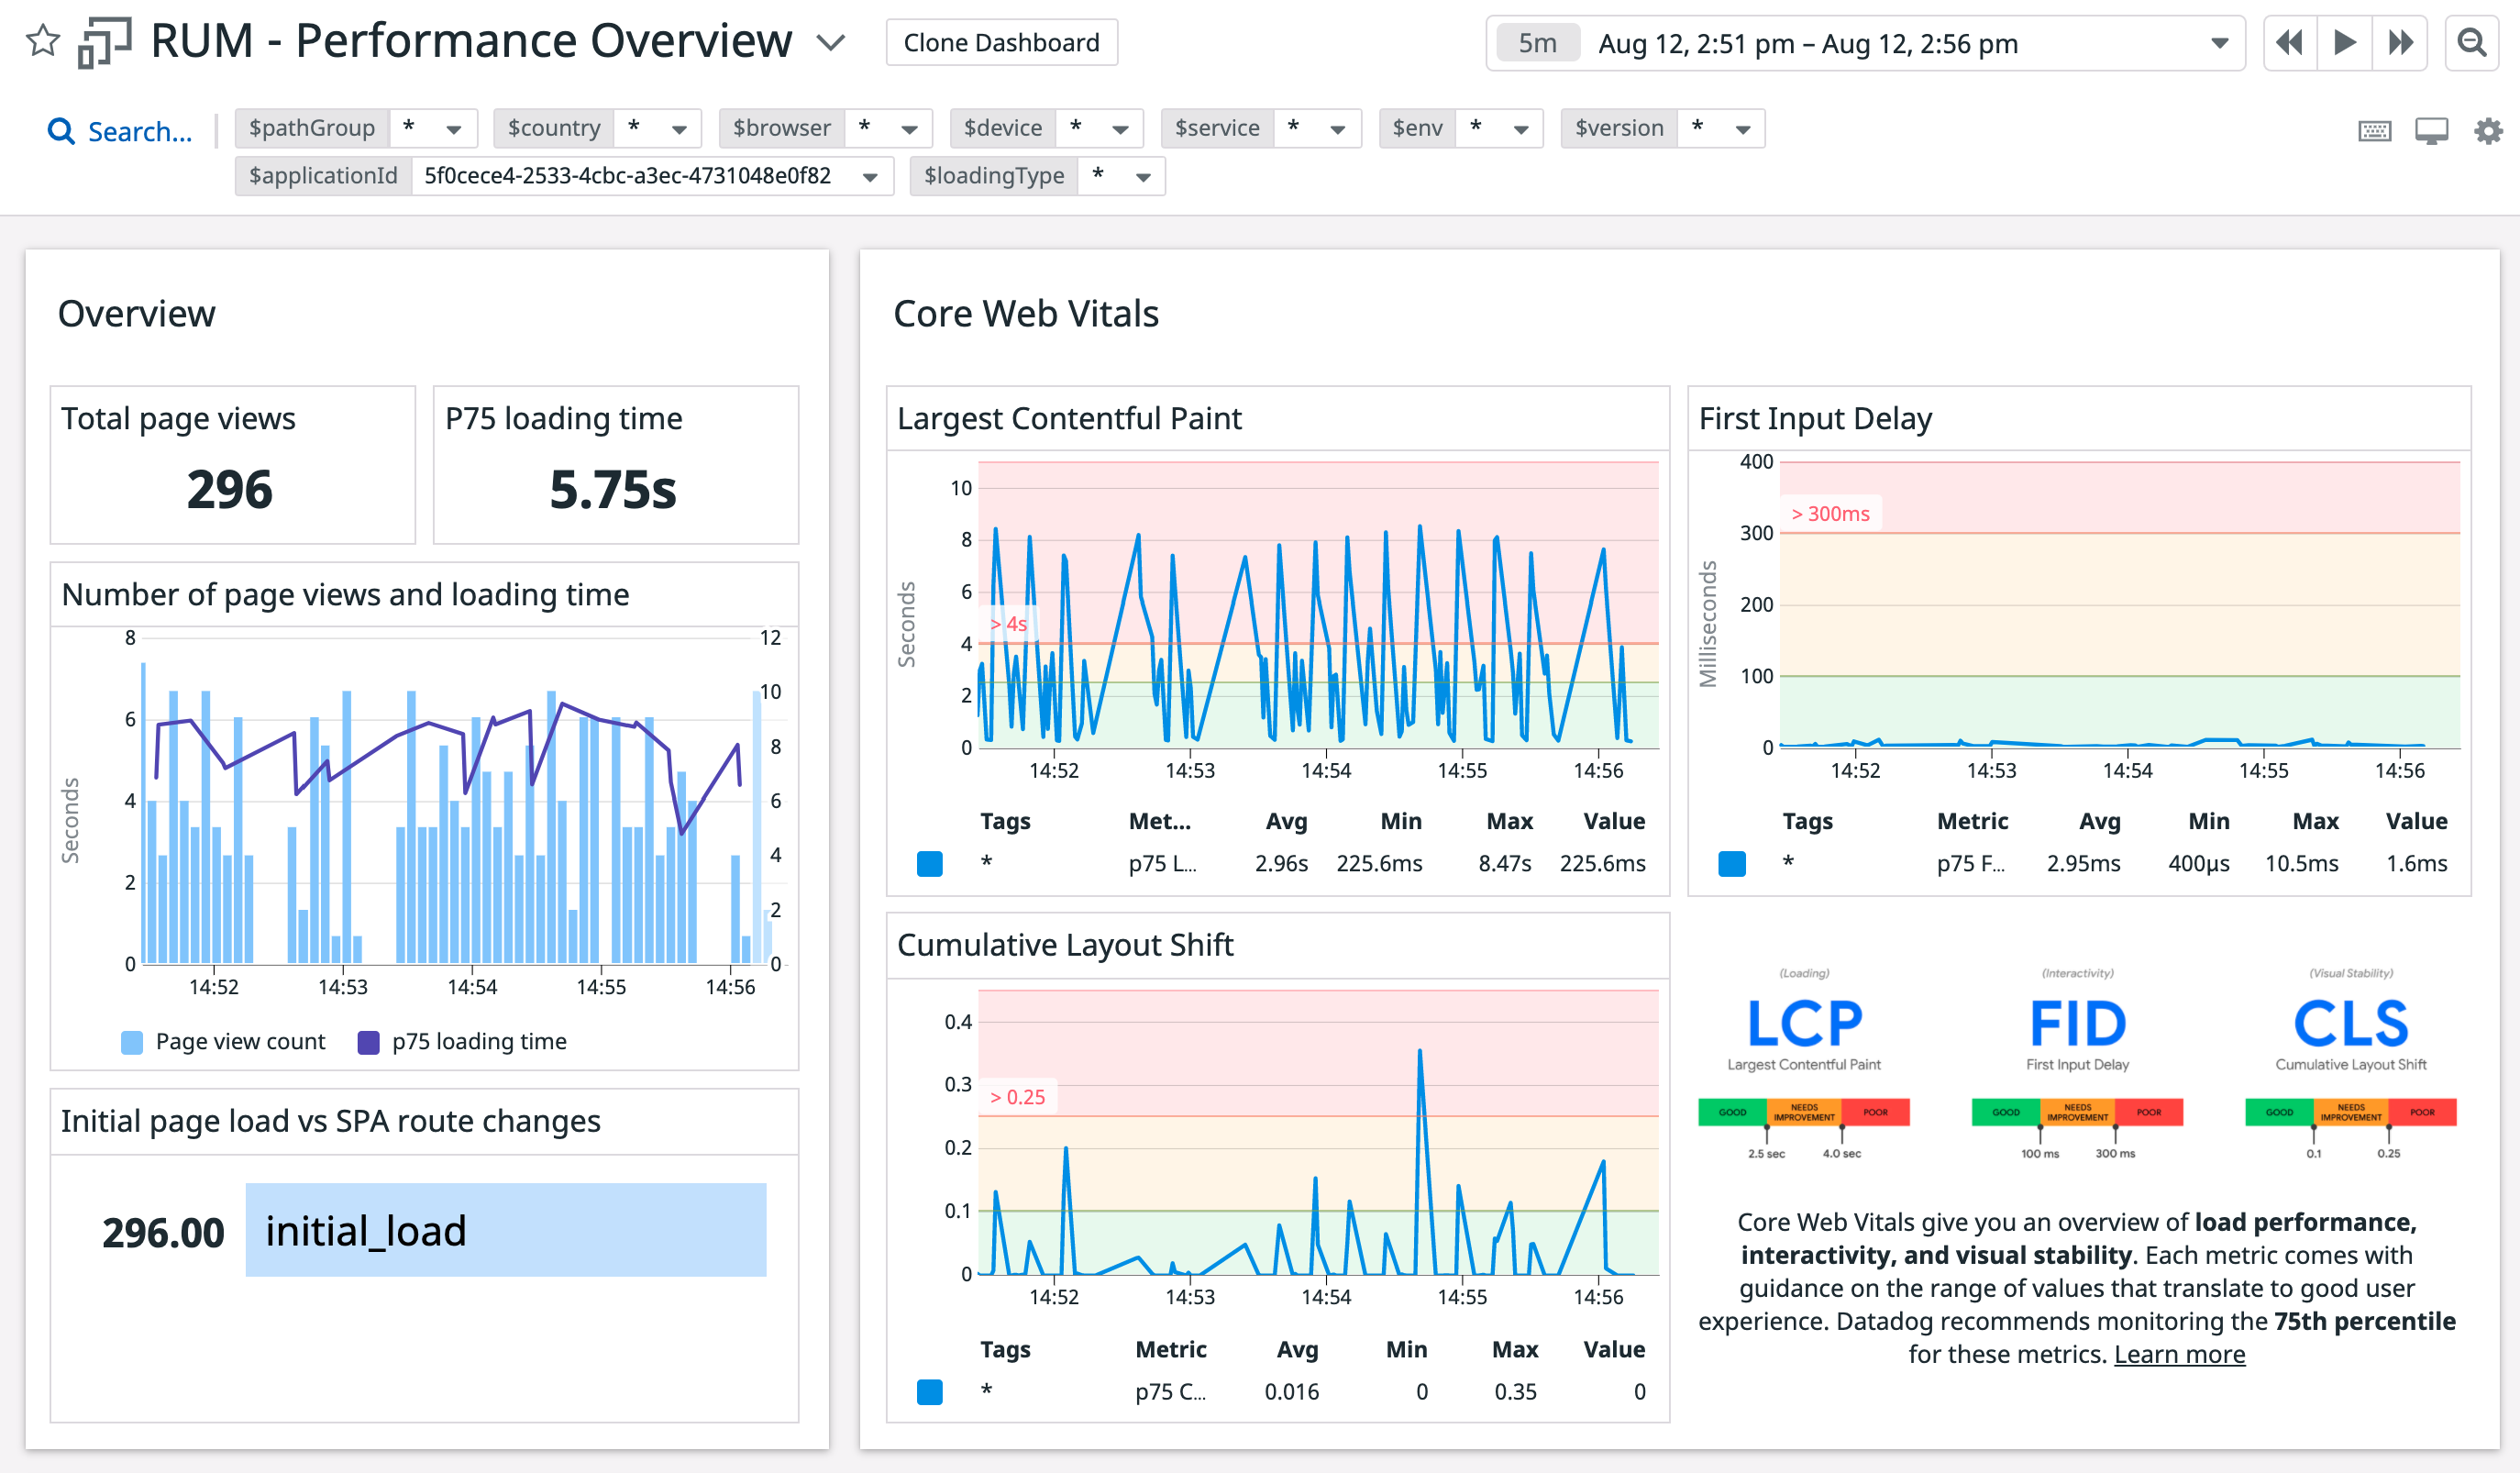 RUM - Performance Overview
Clone Dashboard
5m Aug 12, 2:51 pm – Aug 12, 2:56 pm
Search...
$pathGroup *
$country *
$browser *
$device *
$service *
$env *
$version *
$applicationId 5f0cece4-2533-4cbc-a3ec-4731048e0f82
$loadingType *
Overview
Total page views
296
P75 loading time
5.75s
Number of page views and loading time
Seconds
8
6
4
2
0
12
10
8
6
4
2
0
14:52 14:53 14:54 14:55 14:56
Page view count p75 loading time
Initial page load vs SPA route changes
296.00 initial_load
Core Web Vitals
Largest Contentful Paint
Seconds
10
8
6
> 4s
4
2
0
14:52 14:53 14:54 14:55 14:56
Tags Met... Avg Min Max Value
* p75 L... 2.96s 225.6ms 8.47s 225.6ms
First Input Delay
Milliseconds
400
> 300ms
300
200
100
0
14:52 14:53 14:54 14:55 14:56
Tags Metric Avg Min Max Value
* p75 F... 2.95ms 400µs 10.5ms 1.6ms
Cumulative Layout Shift
0.4
0.3
> 0.25
0.2
0.1
0
14:52 14:53 14:54 14:55 14:56
Tags Metric Avg Min Max Value
* p75 C... 0.016 0 0.35 0
(Loading)
LCP
Largest Contentful Paint
GOOD NEEDS IMPROVEMENT POOR
2.5 sec 4.0 sec
(Interactivity)
FID
First Input Delay
GOOD NEEDS IMPROVEMENT POOR
100 ms 300 ms
(Visual Stability)
CLS
Cumulative Layout Shift
GOOD NEEDS IMPROVEMENT POOR
0.1 0.25
Core Web Vitals give you an overview of load performance,
interactivity, and visual stability. Each metric comes with
guidance on the range of values that translate to good user
experience. Datadog recommends monitoring the 75th percentile
for these metrics. Learn more